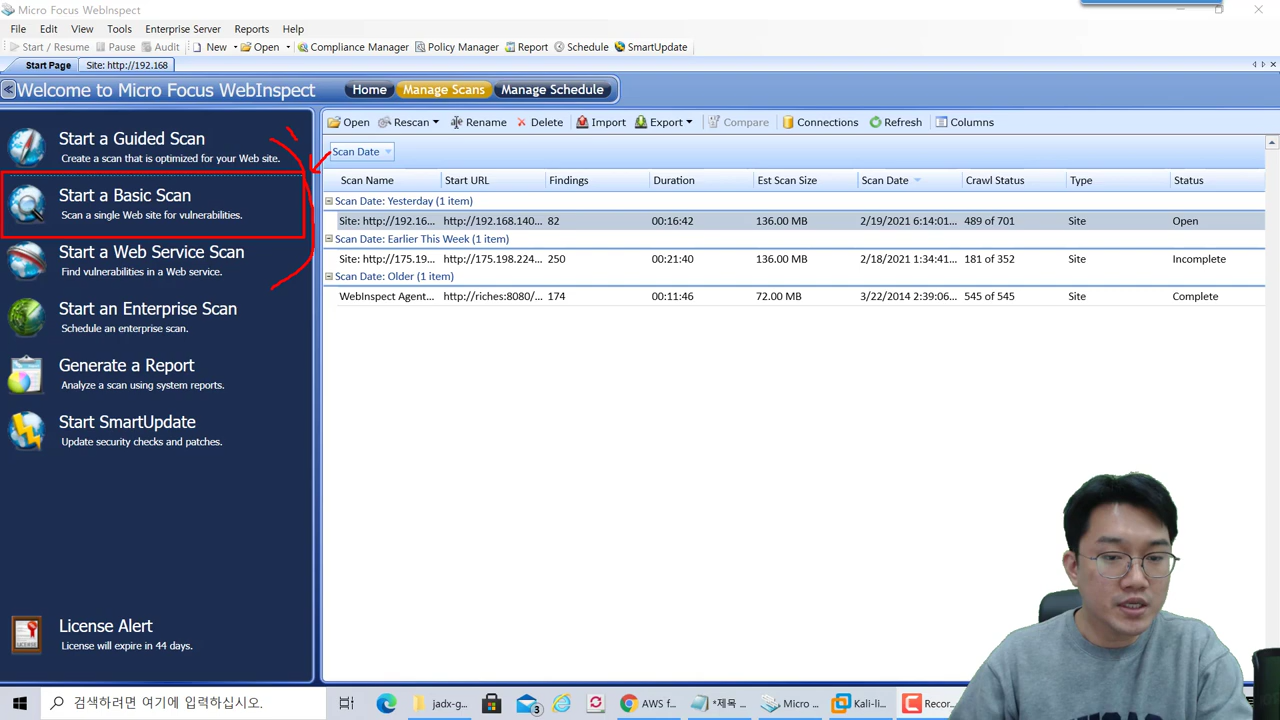 Micro Focus WebInspect
File Edit View Tools Enterprise Server Reports Help
Start / Resume Pause Audit New Open Compliance Manager Policy Manager Report Schedule SmartUpdate
Start Page Site: http://192.168
Welcome to Micro Focus WebInspect Home Manage Scans Manage Schedule
Start a Guided Scan
Create a scan that is optimized for your Web site.
Start a Basic Scan
Scan a single Web site for vulnerabilities.
Start a Web Service Scan
Find vulnerabilities in a Web service.
Start an Enterprise Scan
Schedule an enterprise scan.
Generate a Report
Analyze a scan using system reports.
Start SmartUpdate
Update security checks and patches.
License Alert
License will expire in 44 days.
Open Rescan Rename Delete Import Export Compare Connections Refresh Columns
Scan Date
Scan Name Start URL Findings Duration Est Scan Size Scan Date Crawl Status Type Status
Scan Date: Yesterday (1 item)
Site: http://192.16... http://192.168.140... 82 00:16:42 136.00 MB 2/19/2021 6:14:01... 489 of 701 Site Open
Scan Date: Earlier This Week (1 item)
Site: http://175.19... http://175.198.224... 250 00:21:40 136.00 MB 2/18/2021 1:34:41... 181 of 352 Site Incomplete
Scan Date: Older (1 item)
WebInspect Agent... http://riches:8080/... 174 00:11:46 72.00 MB 3/22/2014 2:39:06... 545 of 545 Site Complete
검색하려면 여기에 입력하십시오. jadx-g... 3 AWS f... *제목 ... Micro ... Kali-li... Recor...